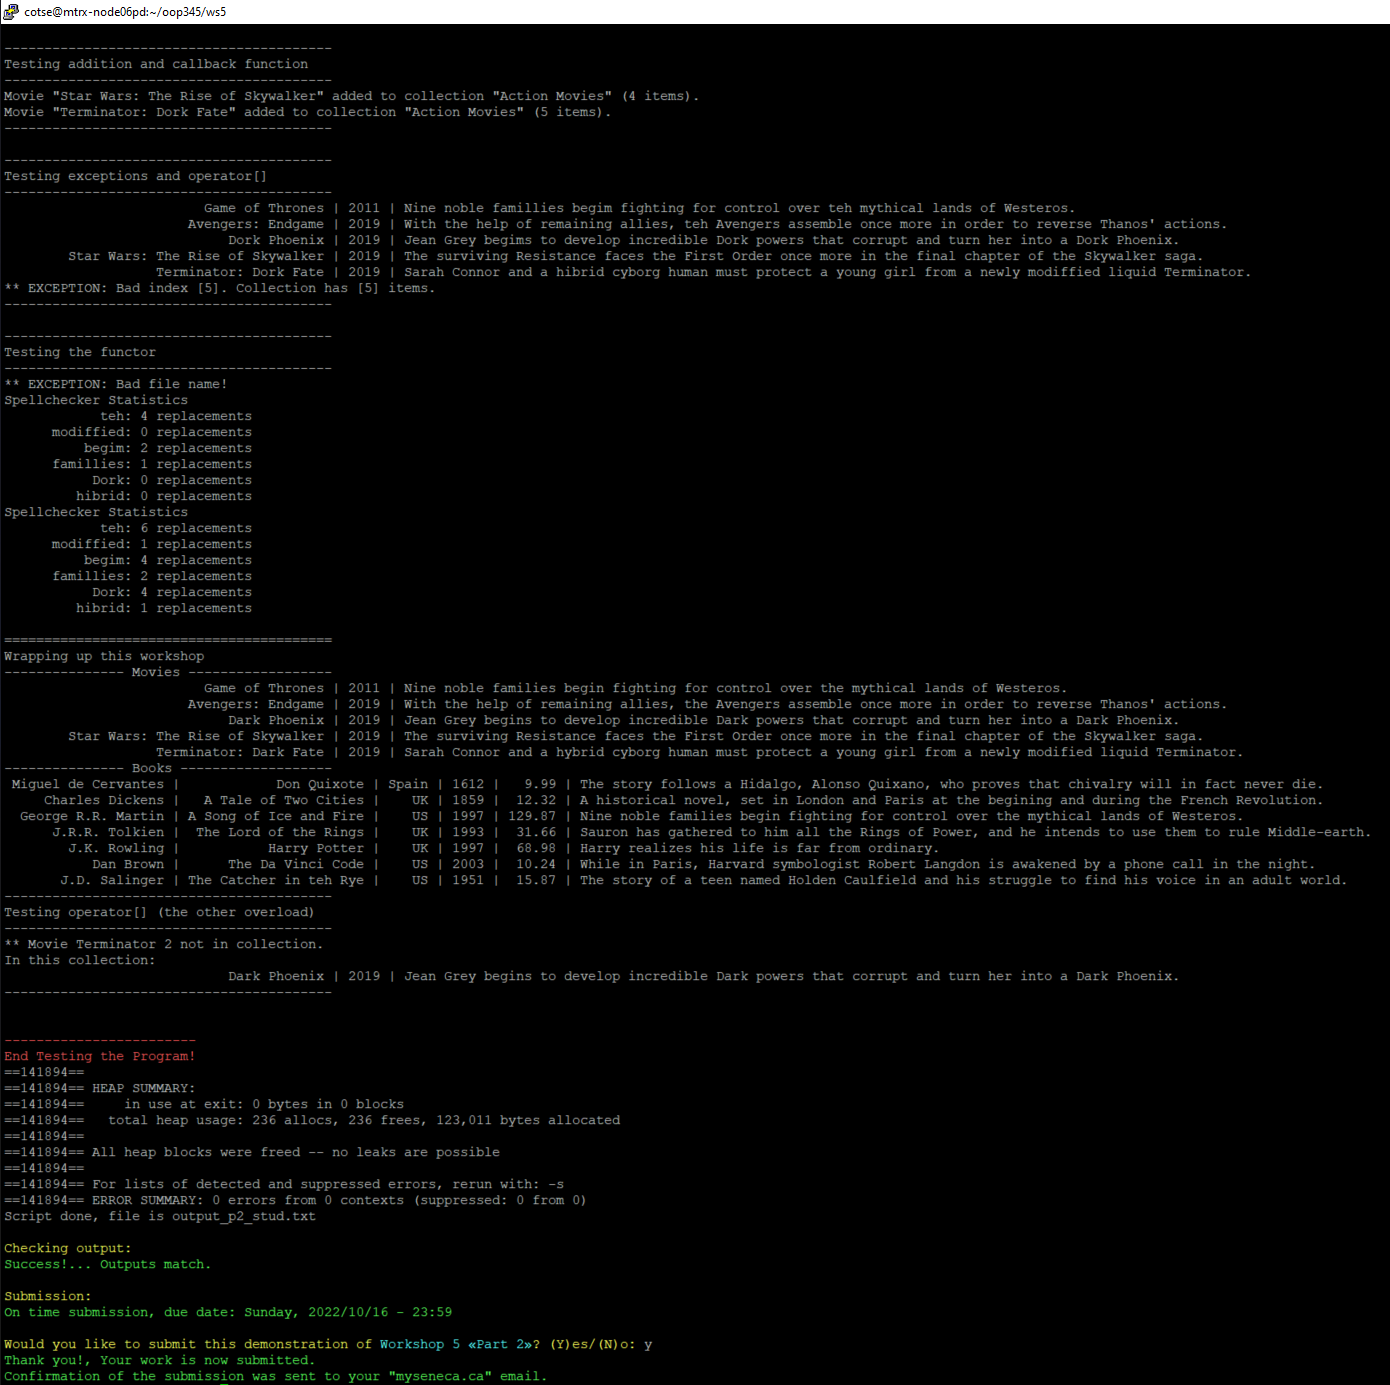 cotse@mtrx-node06pd:~/oop345/ws5
-----------------------------------------
Testing addition and callback function
-----------------------------------------
Movie "Star Wars: The Rise of Skywalker" added to collection "Action Movies" (4 items).
Movie "Terminator: Dork Fate" added to collection "Action Movies" (5 items).
-----------------------------------------
-----------------------------------------
Testing exceptions and operator[]
-----------------------------------------
Game of Thrones | 2011 | Nine noble famillies begim fighting for control over teh mythical lands of Westeros.
Avengers: Endgame | 2019 | With the help of remaining allies, teh Avengers assemble once more in order to reverse Thanos' actions.
Dork Phoenix | 2019 | Jean Grey begims to develop incredible Dork powers that corrupt and turn her into a Dork Phoenix.
Star Wars: The Rise of Skywalker | 2019 | The surviving Resistance faces the First Order once more in the final chapter of the Skywalker saga.
Terminator: Dork Fate | 2019 | Sarah Connor and a hibrid cyborg human must protect a young girl from a newly modiffied liquid Terminator.
** EXCEPTION: Bad index [5]. Collection has [5] items.
-----------------------------------------
-----------------------------------------
Testing the functor
-----------------------------------------
** EXCEPTION: Bad file name!
Spellchecker Statistics
teh: 4 replacements
modiffied: 0 replacements
begim: 2 replacements
famillies: 1 replacements
Dork: 0 replacements
hibrid: 0 replacements
Spellchecker Statistics
teh: 6 replacements
modiffied: 1 replacements
begim: 4 replacements
famillies: 2 replacements
Dork: 4 replacements
hibrid: 1 replacements
=========================================
Wrapping up this workshop
--------------- Movies ------------------
Game of Thrones | 2011 | Nine noble families begin fighting for control over the mythical lands of Westeros.
Avengers: Endgame | 2019 | With the help of remaining allies, the Avengers assemble once more in order to reverse Thanos' actions.
Dark Phoenix | 2019 | Jean Grey begins to develop incredible Dark powers that corrupt and turn her into a Dark Phoenix.
Star Wars: The Rise of Skywalker | 2019 | The surviving Resistance faces the First Order once more in the final chapter of the Skywalker saga.
Terminator: Dark Fate | 2019 | Sarah Connor and a hybrid cyborg human must protect a young girl from a newly modified liquid Terminator.
--------------- Books -------------------
Miguel de Cervantes | Don Quixote | Spain | 1612 | 9.99 | The story follows a Hidalgo, Alonso Quixano, who proves that chivalry will in fact never die.
Charles Dickens | A Tale of Two Cities | UK | 1859 | 12.32 | A historical novel, set in London and Paris at the begining and during the French Revolution.
George R.R. Martin | A Song of Ice and Fire | US | 1997 | 129.87 | Nine noble families begin fighting for control over the mythical lands of Westeros.
J.R.R. Tolkien | The Lord of the Rings | UK | 1993 | 31.66 | Sauron has gathered to him all the Rings of Power, and he intends to use them to rule Middle-earth.
J.K. Rowling | Harry Potter | UK | 1997 | 68.98 | Harry realizes his life is far from ordinary.
Dan Brown | The Da Vinci Code | US | 2003 | 10.24 | While in Paris, Harvard symbologist Robert Langdon is awakened by a phone call in the night.
J.D. Salinger | The Catcher in teh Rye | US | 1951 | 15.87 | The story of a teen named Holden Caulfield and his struggle to find his voice in an adult world.
-----------------------------------------
Testing operator[] (the other overload)
-----------------------------------------
** Movie Terminator 2 not in collection.
In this collection:
Dark Phoenix | 2019 | Jean Grey begins to develop incredible Dark powers that corrupt and turn her into a Dark Phoenix.
-----------------------------------------
------------------------
End Testing the Program!
==141894==
==141894== HEAP SUMMARY:
==141894==     in use at exit: 0 bytes in 0 blocks
==141894==   total heap usage: 236 allocs, 236 frees, 123,011 bytes allocated
==141894==
==141894== All heap blocks were freed -- no leaks are possible
==141894==
==141894== For lists of detected and suppressed errors, rerun with: -s
==141894== ERROR SUMMARY: 0 errors from 0 contexts (suppressed: 0 from 0)
Script done, file is output_p2_stud.txt
Checking output:
Success!... Outputs match.
Submission:
On time submission, due date: Sunday, 2022/10/16 - 23:59
Would you like to submit this demonstration of Workshop 5 «Part 2»? (Y)es/(N)o: y
Thank you!, Your work is now submitted.
Confirmation of the submission was sent to your "myseneca.ca" email.